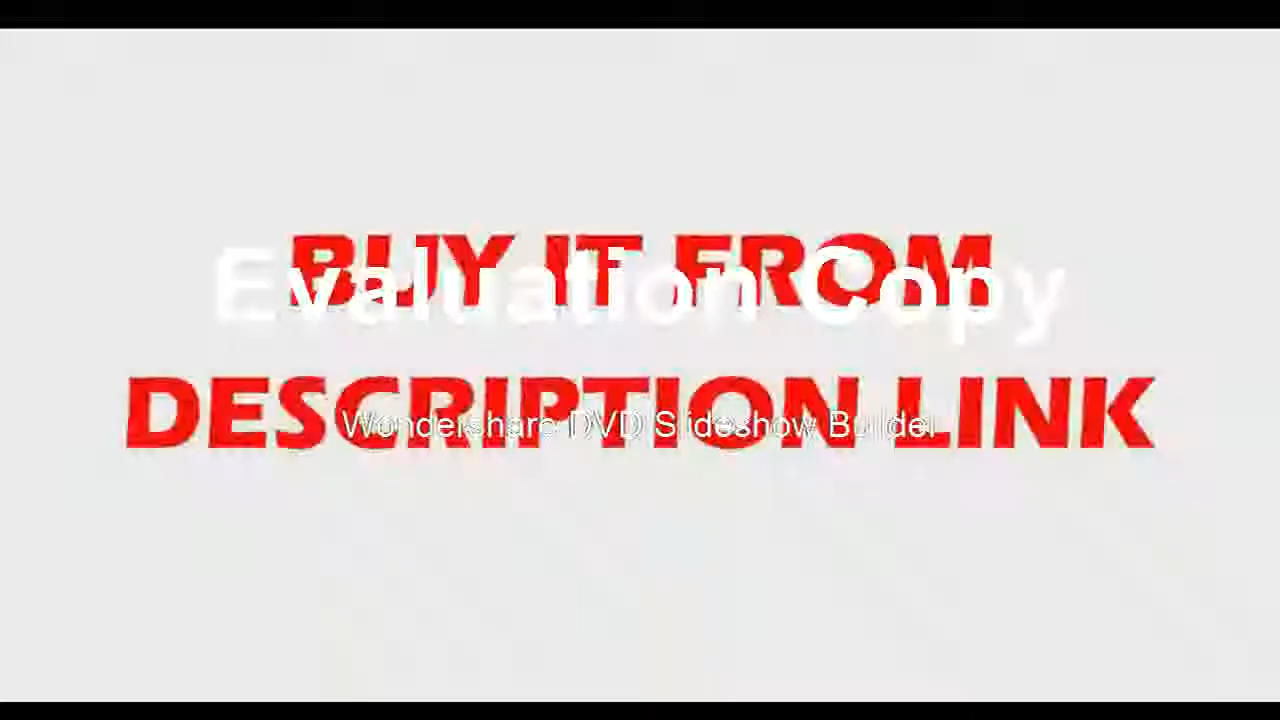 BUY IT FROM
Evaluation Copy
DESCRIPTION LINK
Wondershare DVD Slideshow Builder